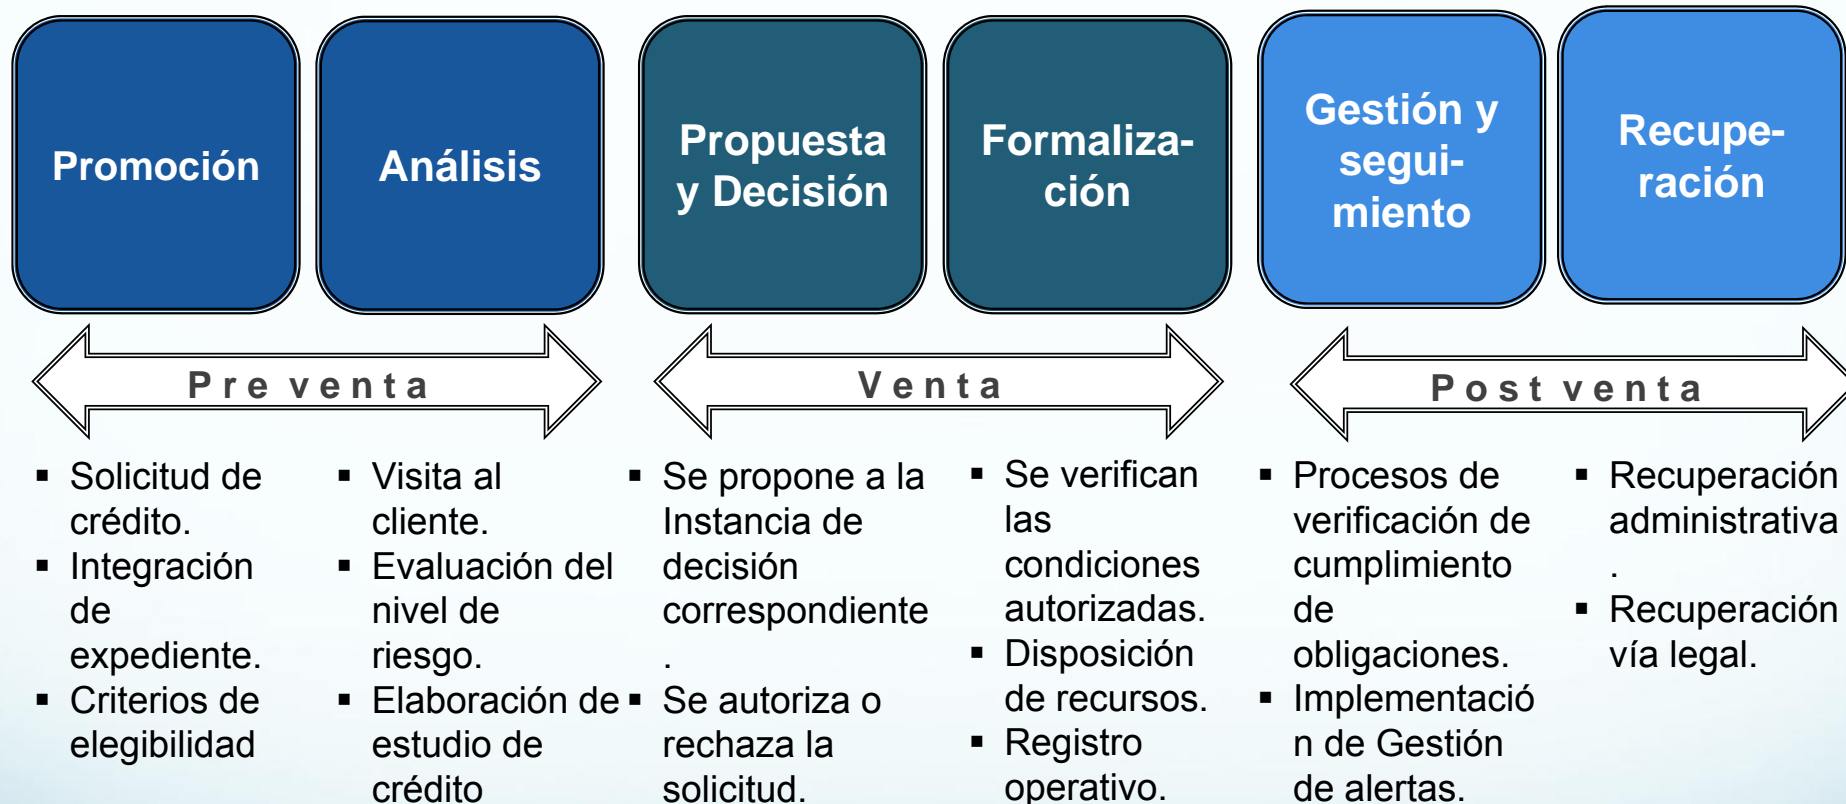 Promoción
Análisis
Propuesta
y Decisión
Formaliza-
ción
Gestión y
segui-
miento
Recupe-
ración
Pre venta
Venta
Post venta
▪ Solicitud de
crédito.
▪ Integración
de
expediente.
▪ Criterios de
elegibilidad
▪ Visita al
cliente.
▪ Evaluación del
nivel de
riesgo.
▪ Elaboración de
estudio de
crédito
▪ Se propone a la
Instancia de
decisión
correspondiente
.
▪ Se autoriza o
rechaza la
solicitud.
▪ Se verifican
las
condiciones
autorizadas.
▪ Disposición
de recursos.
▪ Registro
operativo.
▪ Procesos de
verificación de
cumplimiento
de
obligaciones.
▪ Implementació
n de Gestión
de alertas.
▪ Recuperación
administrativa
.
▪ Recuperación
vía legal.